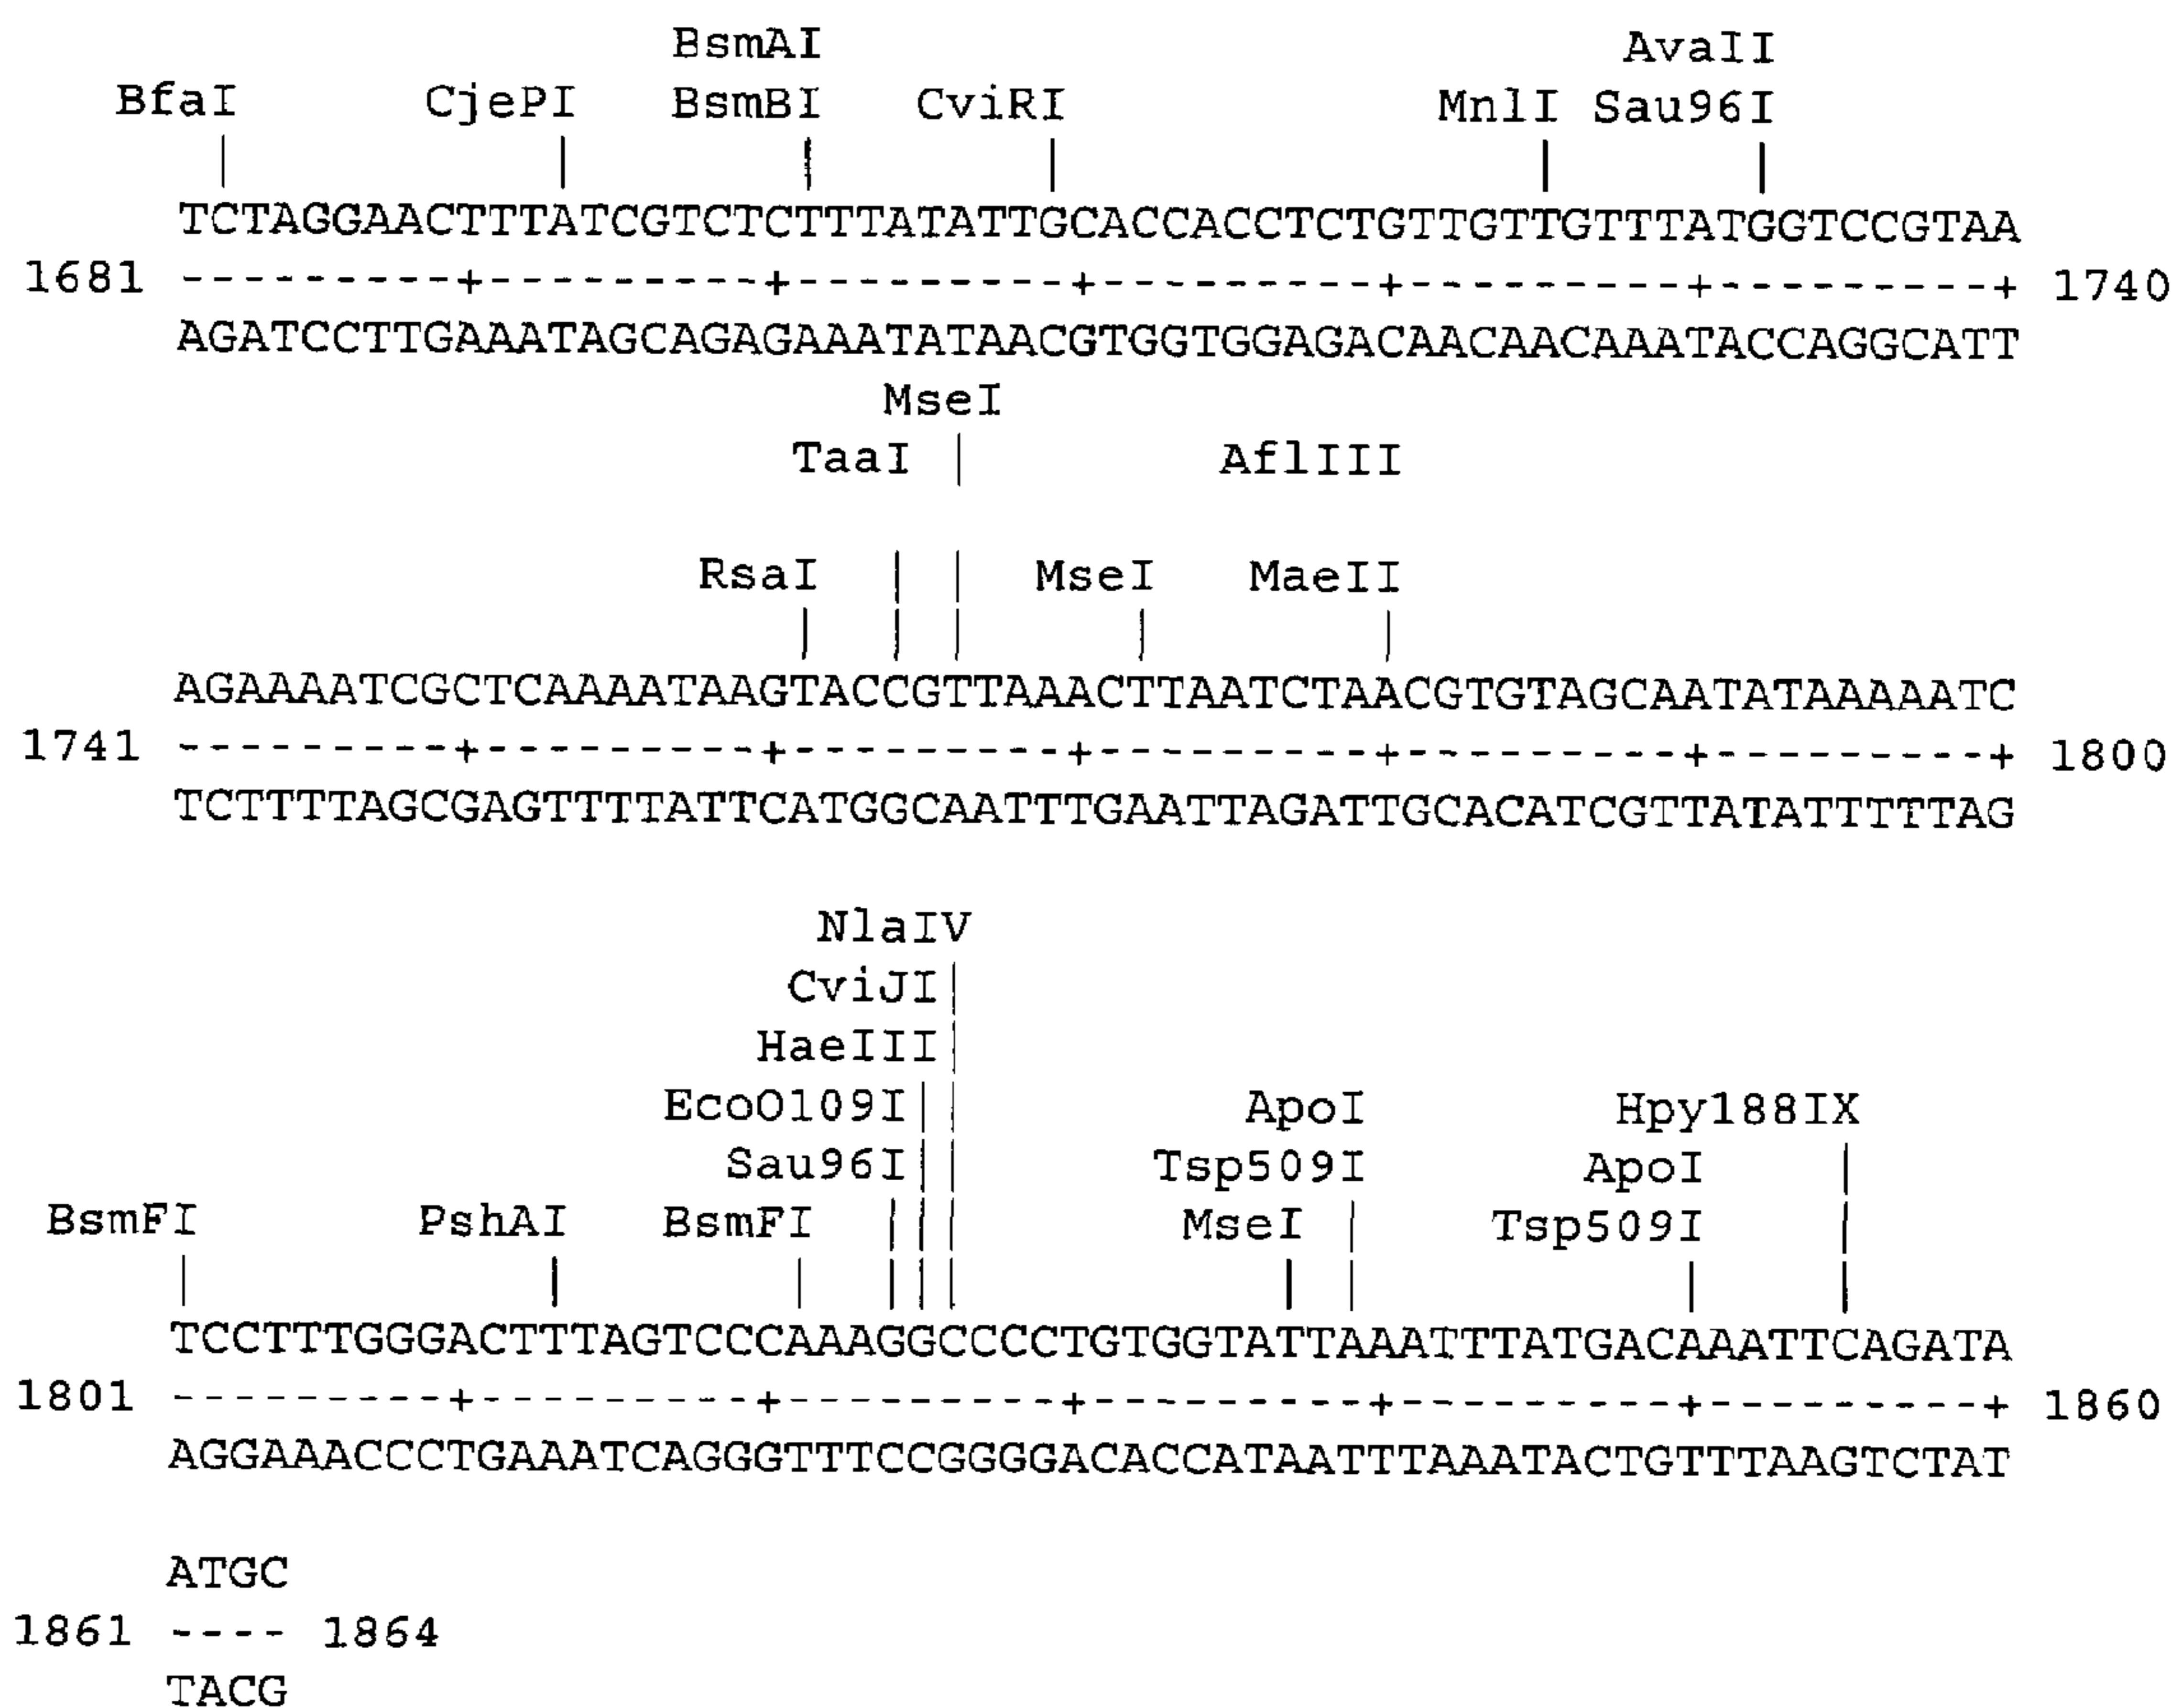 BsmAI AvaII
BfaI CjePI BsmBI CviRI MnlI Sau96I
TCTAGGAACTTTATCGTCTCTTTATATTGCACCACCTCTGTTGTTGTTTATGGTCCGTAA
1681 ---------+---------+---------+---------+---------+---------+ 1740
AGATCCTTGAAATAGCAGAGAAATATAACGTGGTGGAGACAACAACAAATACCAGGCATT
MseI
TaaI AflIII
RsaI MseI MaeII
AGAAAATCGCTCAAAATAAGTACCGTTAAACTTAATCTAACGTGTAGCAATATAAAAATC
1741 ---------+---------+---------+---------+---------+---------+ 1800
TCTTTTAGCGAGTTTTATTCATGGCAATTTGAATTAGATTGCACATCGTTATATTTTTAG
NlaIV
CviJI
HaeIII
EcoO109I ApoI Hpy188IX
Sau96I Tsp509I ApoI
BsmFI PshAI BsmFI MseI Tsp509I
TCCTTTGGGACTTTAGTCCCAAAGGCCCCTGTGGTATTAAATTTATGACAAATTCAGATA
1801 ---------+---------+---------+---------+---------+---------+ 1860
AGGAAACCCTGAAATCAGGGTTTCCGGGGACACCATAATTTAAATACTGTTTAAGTCTAT
ATGC
1861 ---- 1864
TACG